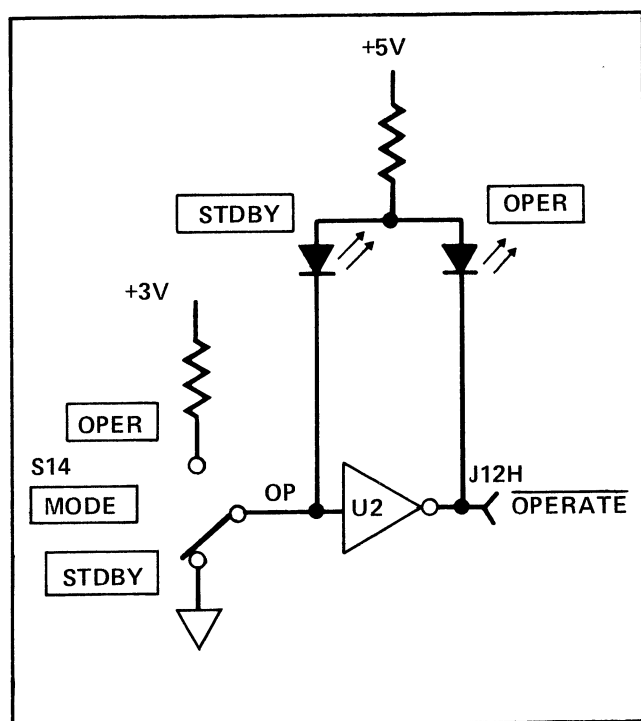 +5V
STDBY
OPER
+3V
OPER
S14
MODE
OP
U2
J12H
OPERATE
STDBY